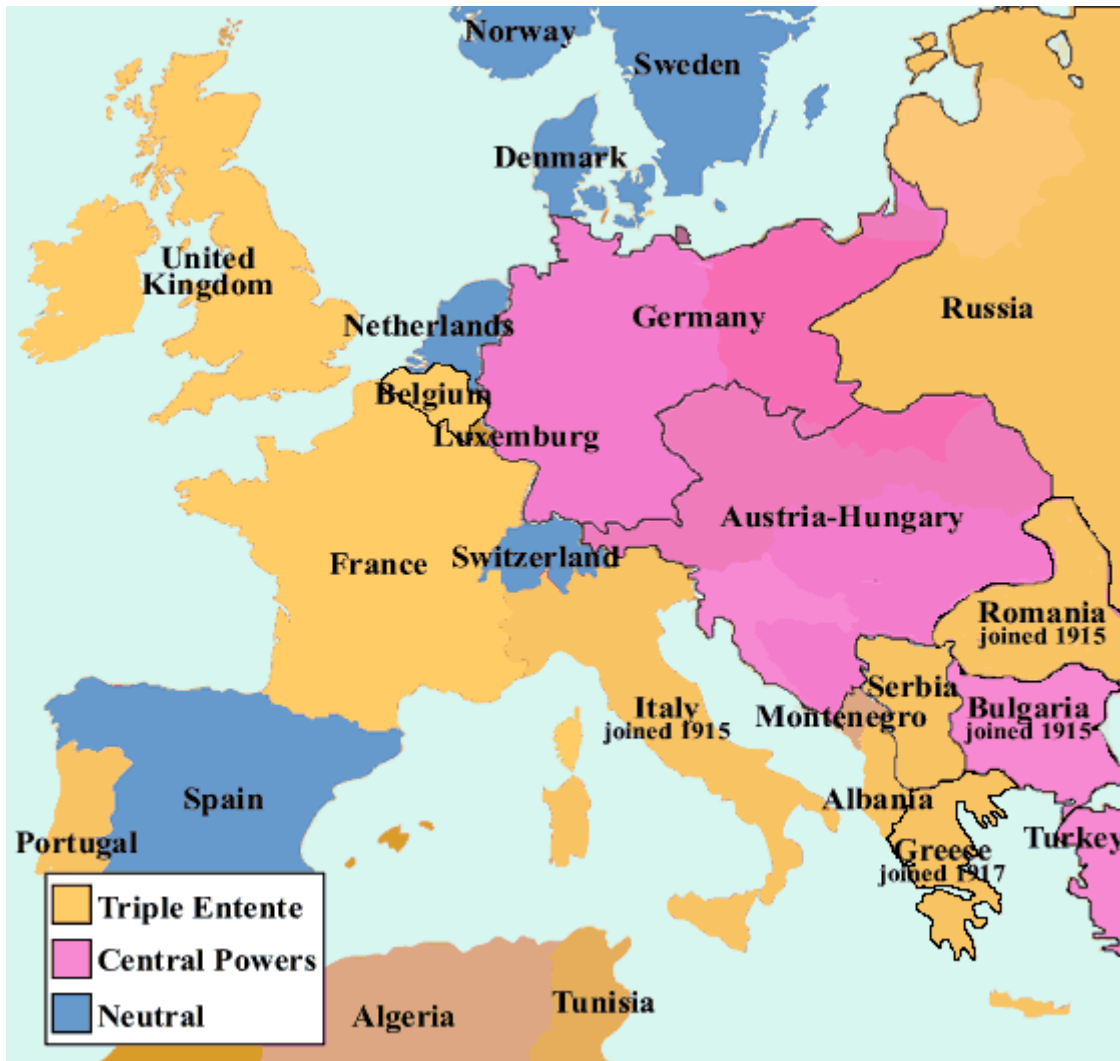 Norway
Sweden
Denmark
United
Kingdom
Netherlands
Germany
Russia
Belgium
Luxemburg
Austria-Hungary
France
Switzerland
Romania
joined 1915
Serbia
Italy
joined 1915
Montenegro
Bulgaria
joined 1915
Spain
Albania
Portugal
Greece
joined 1917
Turkey
Triple Entente
Central Powers
Neutral
Algeria
Tunisia